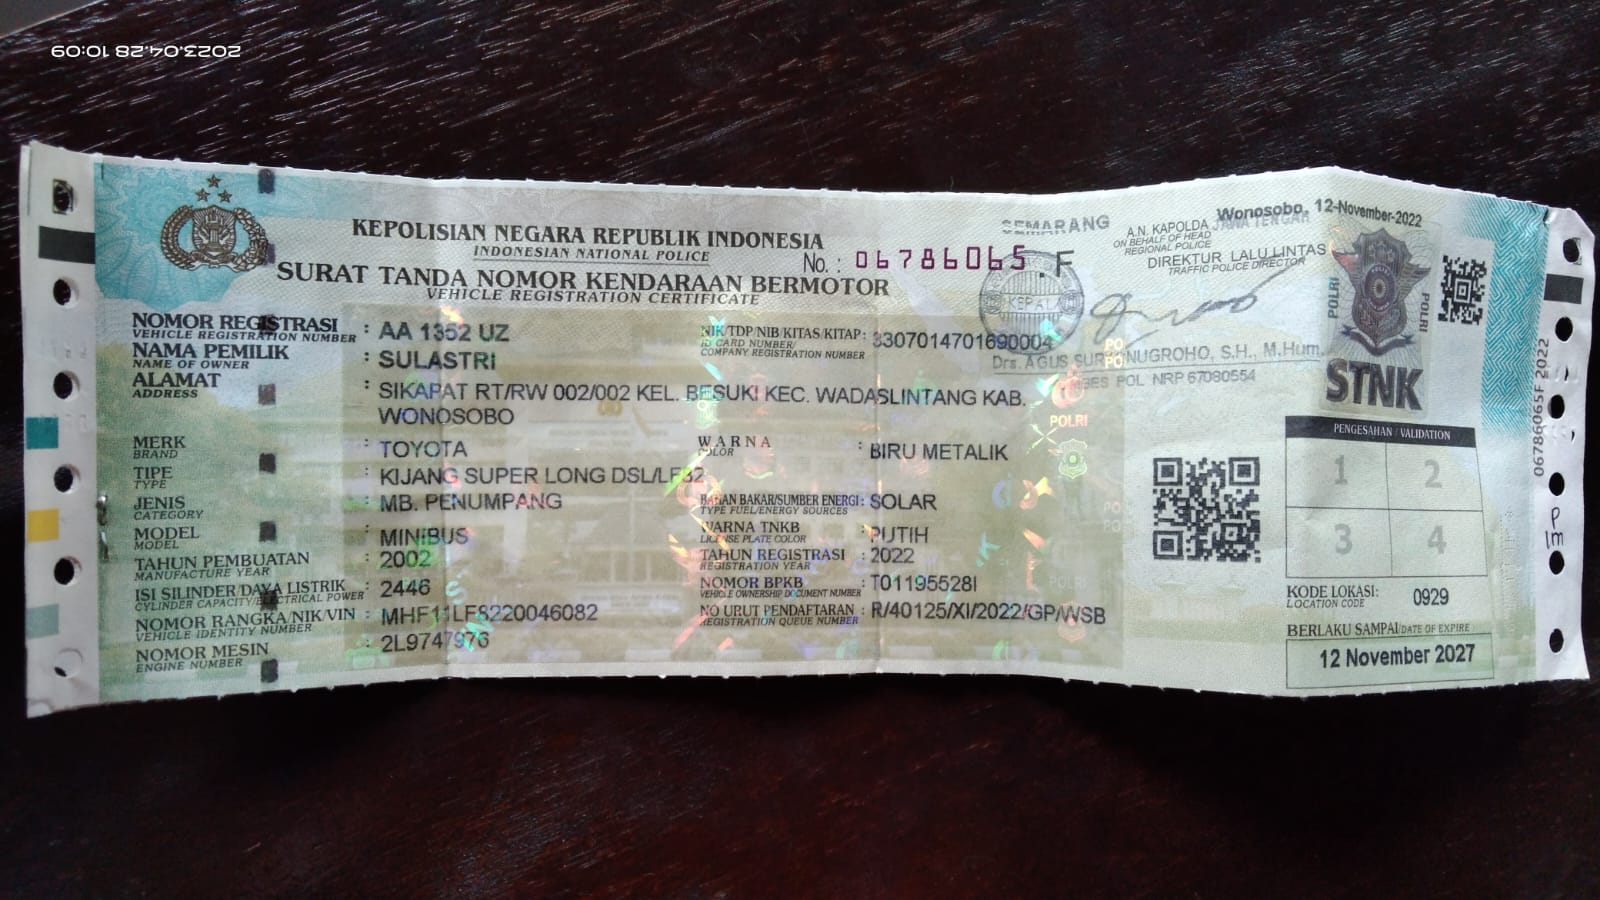 2023.04.28 10:09
KEPOLISIAN NEGARA REPUBLIK INDONESIA
INDONESIAN NATIONAL POLICE
No. : 06786065 .F
SURAT TANDA NOMOR KENDARAAN BERMOTOR
VEHICLE REGISTRATION CERTIFICATE
SEMARANG
Wonosobo, 12-November-2022
A.N. KAPOLDA JAWA TENGAH
ON BEHALF OF HEAD
REGIONAL POLICE
DIREKTUR LALU LINTAS
TRAFFIC POLICE DIRECTOR
KEPALA
NUGROHO, S.H., M.Hum.
POL NRP 67080554
NOMOR REGISTRASI : AA 1352 UZ
VEHICLE REGISTRATION NUMBER
NAMA PEMILIK : SULASTRI
NAME OF OWNER
ALAMAT : SIKAPAT RT/RW 002/002 KEL. BESUKI KEC. WADASLINTANG KAB.
ADDRESS
WONOSOBO
NIK/TDP/NIB/KITAS/KITAP : 3307014701690004
ID CARD NUMBER/
COMPANY REGISTRATION NUMBER
MERK : TOYOTA
BRAND
TIPE : KIJANG SUPER LONG DSL/LF82
TYPE
JENIS : MB. PENUMPANG
CATEGORY
MODEL : MINIBUS
MODEL
TAHUN PEMBUATAN : 2002
MANUFACTURE YEAR
ISI SILINDER/DAYA LISTRIK : 2446
CYLINDER CAPACITY/ELECTRICAL POWER
NOMOR RANGKA/NIK/VIN : MHF11LF8220046082
VEHICLE IDENTITY NUMBER
NOMOR MESIN : 2L9747976
ENGINE NUMBER
WARNA : BIRU METALIK
COLOR
BAHAN BAKAR/SUMBER ENERGI : SOLAR
TYPE FUEL/ENERGY SOURCES
WARNA TNKB : PUTIH
LICENSE PLATE COLOR
TAHUN REGISTRASI : 2022
REGISTRATION YEAR
NOMOR BPKB : T01195528I
VEHICLE OWNERSHIP DOCUMENT NUMBER
NO URUT PENDAFTARAN : R/40125/XI/2022/GP/WSB
REGISTRATION QUEUE NUMBER
POLRI
POLRI
POLRI
POLRI
STNK
PENGESAHAN / VALIDATION
1 2
3 4
KODE LOKASI: 0929
LOCATION CODE
BERLAKU SAMPAI/DATE OF EXPIRE
12 November 2027
06786065F 2022
P
1m